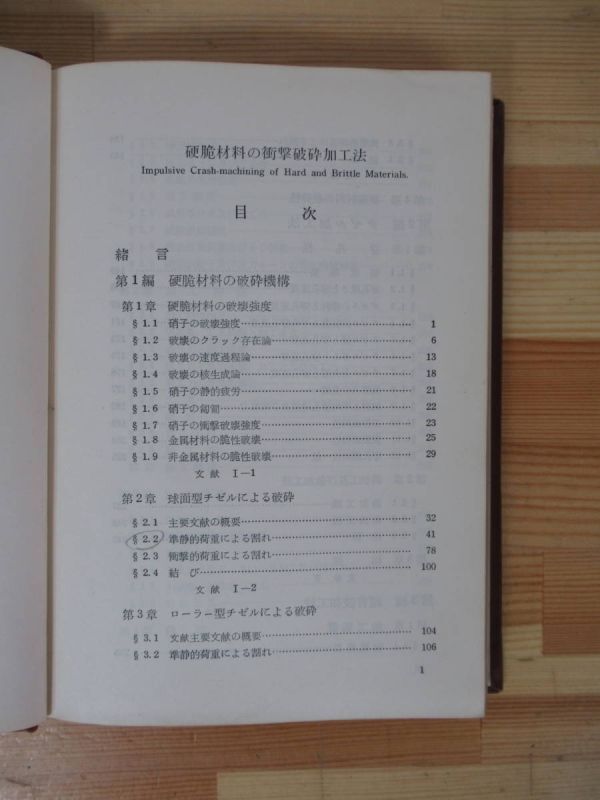 硬脆材料の衝撃破砕加工法
Impulsive Crash-machining of Hard and Brittle Materials.
目 次
緒 言
第1編 硬脆材料の破砕機構
第1章 硬脆材料の破壊強度
§ 1.1 硝子の破壊強度 1
§ 1.2 破壊のクラック存在論 6
§ 1.3 破壊の速度過程論 13
§ 1.4 破壊の核生成論 18
§ 1.5 硝子の静的疲労 21
§ 1.6 硝子の匍匐 22
§ 1.7 硝子の衝撃破壊強度 23
§ 1.8 金属材料の脆性破壊 25
§ 1.9 非金属材料の脆性破壊 29
文献 I—1
第2章 球面型チゼルによる破砕
§ 2.1 主要文献の概要 32
§ 2.2 準静的荷重による割れ 41
§ 2.3 衝撃的荷重による割れ 78
§ 2.4 結び 100
文献 I—2
第3章 ローラー型チゼルによる破砕
§ 3.1 文献主要文献の概要 104
§ 3.2 準静的荷重による割れ 106
1